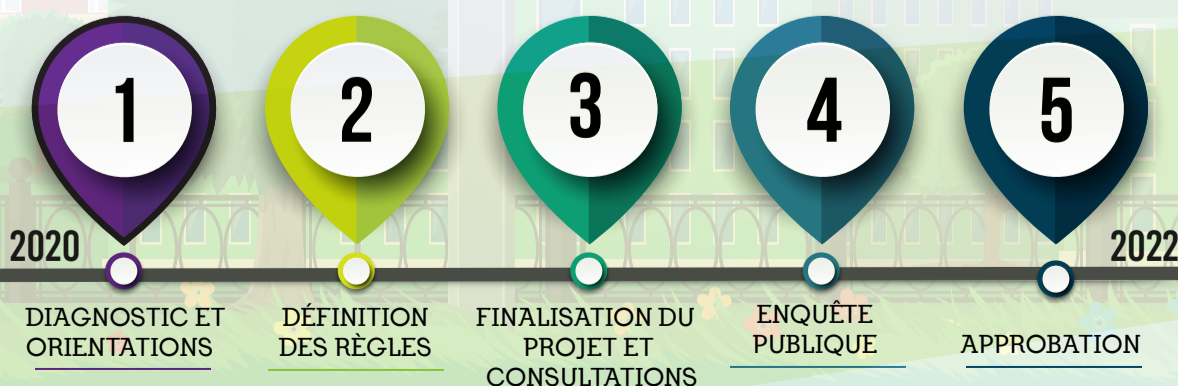 1
2
3
4
5
2020
2022
DIAGNOSTIC ET
ORIENTATIONS
DÉFINITION
DES RÈGLES
FINALISATION DU
PROJET ET
CONSULTATIONS
ENQUÊTE
PUBLIQUE
APPROBATION